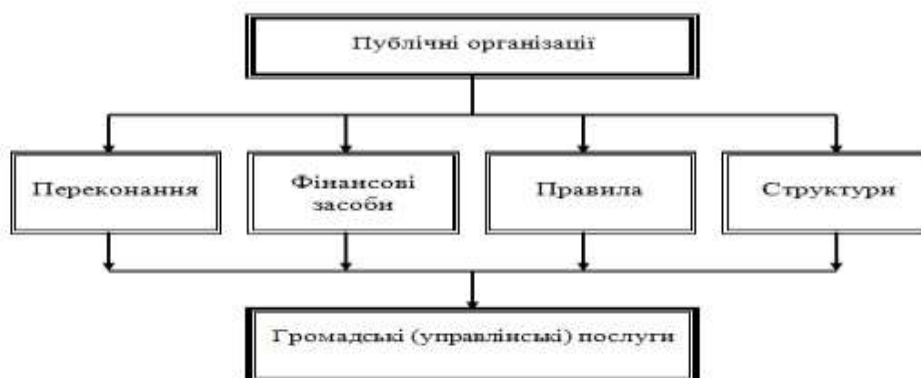 Публічні організації
Переконання
Фінансові
засоби
Правила
Структури
Громадські (управлінські) послуги